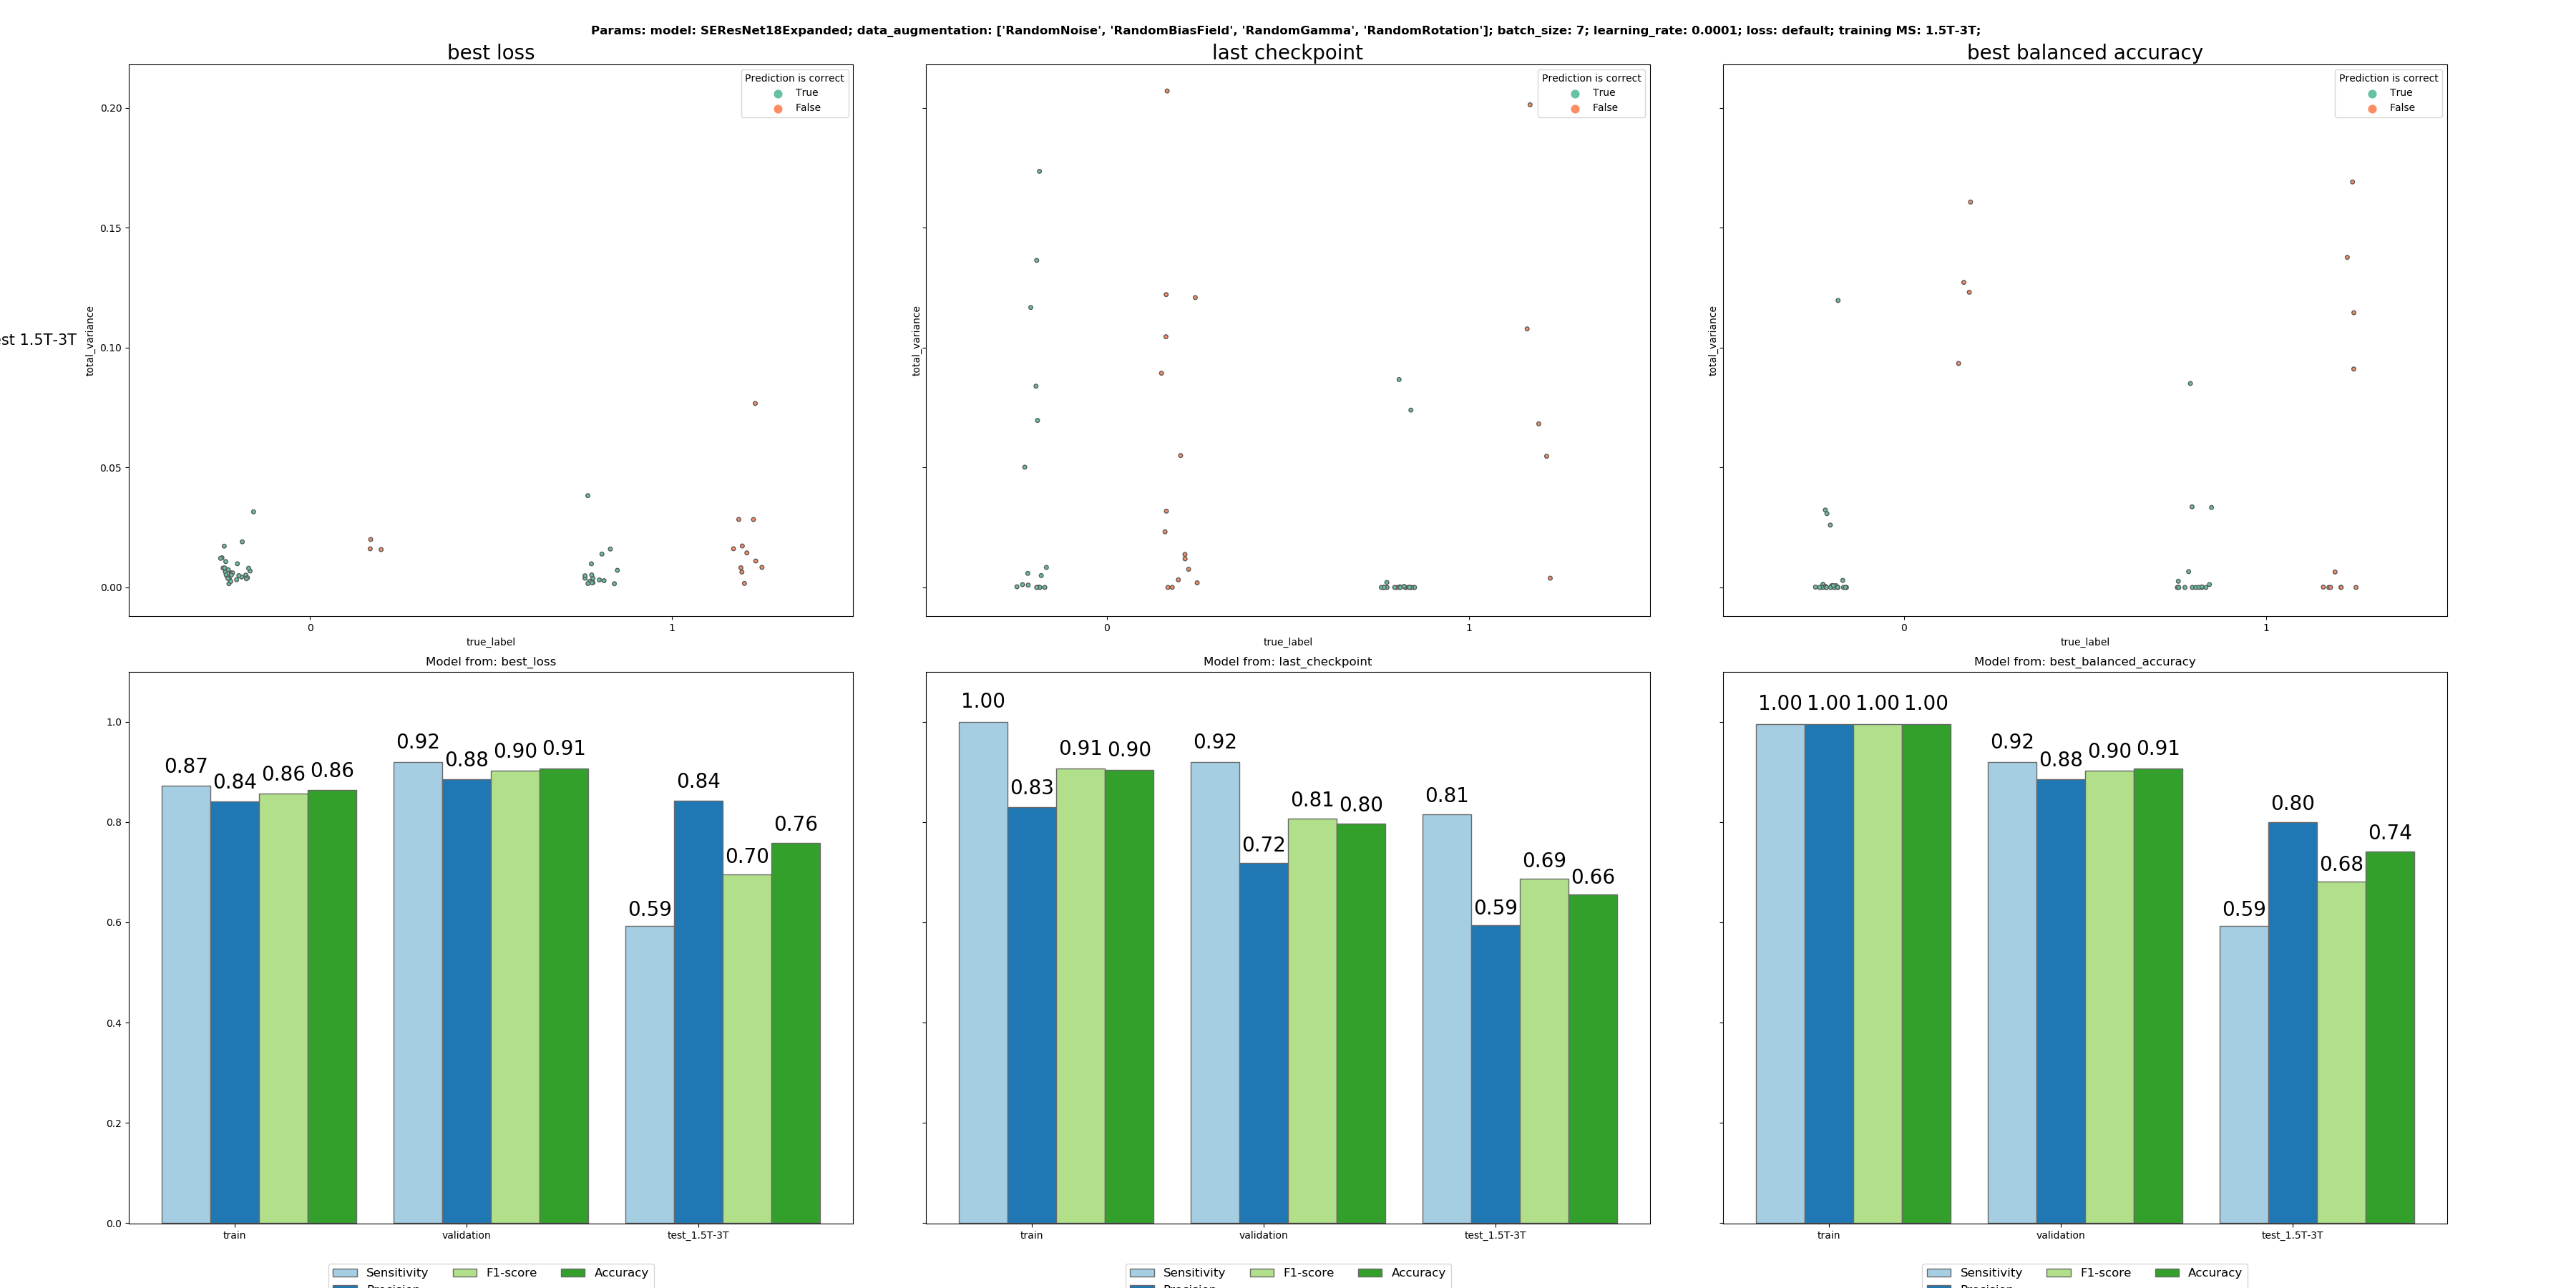 Params: model: SEResNet18Expanded; data_augmentation: ['RandomNoise', 'RandomBiasField', 'RandomGamma', 'RandomRotation']; batch_size: 7; learning_rate: 0.0001; loss: default; training MS: 1.5T-3T;
best loss
last checkpoint
best balanced accuracy
Prediction is correct
True
False
Prediction is correct
True
False
Prediction is correct
True
False
0.20
0.15
0.10
0.05
0.00
1.5T-3T
total_variance
total_variance
total_variance
0 1
0 1
0 1
true_label
true_label
true_label
Model from: best_loss
Model from: last_checkpoint
Model from: best_balanced_accuracy
1.0
0.8
0.6
0.4
0.2
0.0
0.87 0.84 0.86 0.86
0.92 0.88 0.90 0.91
0.59 0.84 0.70 0.76
1.00 0.83 0.91 0.90
0.92 0.72 0.81 0.80
0.81 0.59 0.69 0.66
1.00 1.00 1.00 1.00
0.92 0.88 0.90 0.91
0.59 0.80 0.68 0.74
train validation test_1.5T-3T
train validation test_1.5T-3T
train validation test_1.5T-3T
Sensitivity F1-score Accuracy
Sensitivity F1-score Accuracy
Sensitivity F1-score Accuracy